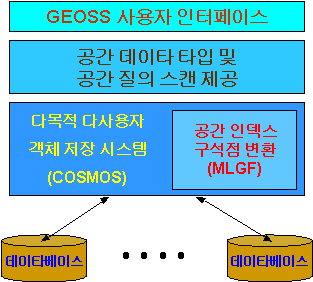 GEOSS 사용자 인터페이스
공간 데이타 타입 및
공간 질의 스캔 제공
다목적 다사용자
객체 저장 시스템
(COSMOS)
공간 인덱스
구석점 변환
(MLGF)
데이타베이스
데이타베이스